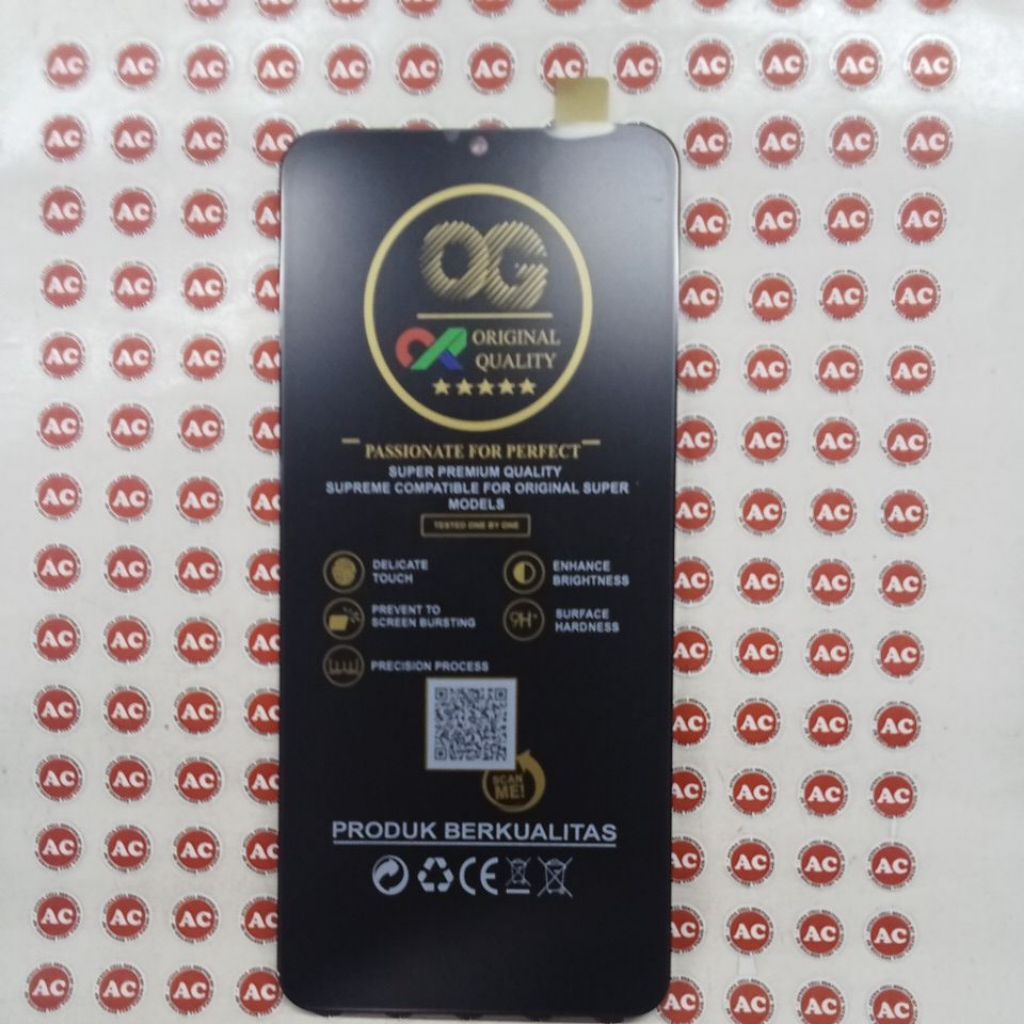 OG
ORIGINAL
QUALITY
PASSIONATE FOR PERFECT
SUPER PREMIUM QUALITY
SUPREME COMPATIBLE FOR ORIGINAL SUPER
MODELS
TESTED ONE BY ONE
DELICATE
TOUCH
ENHANCE
BRIGHTNESS
PREVENT TO
SCREEN BURSTING
9H+
SURFACE
HARDNESS
PRECISION PROCESS
SCAN
ME!
PRODUK BERKUALITAS
CE
AC